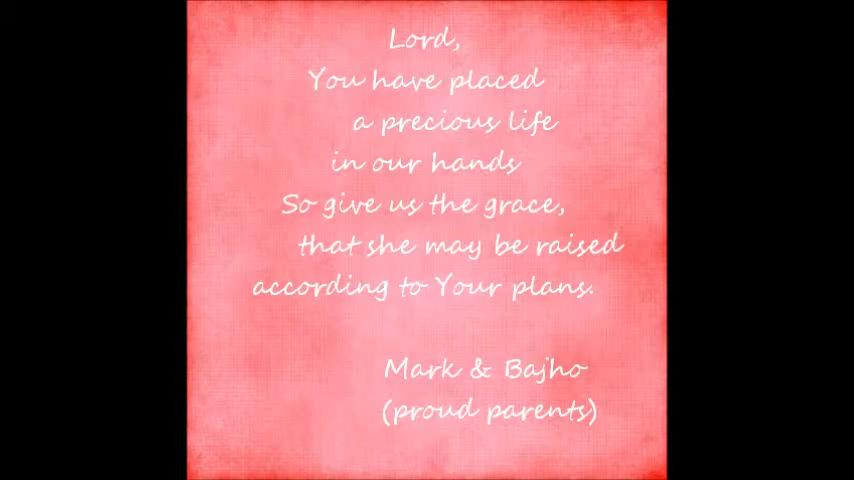 Lord,
You have placed
a precious life
in our hands
So give us the grace,
that she may be raised
according to Your plans.
Mark & Bajho
(proud parents)